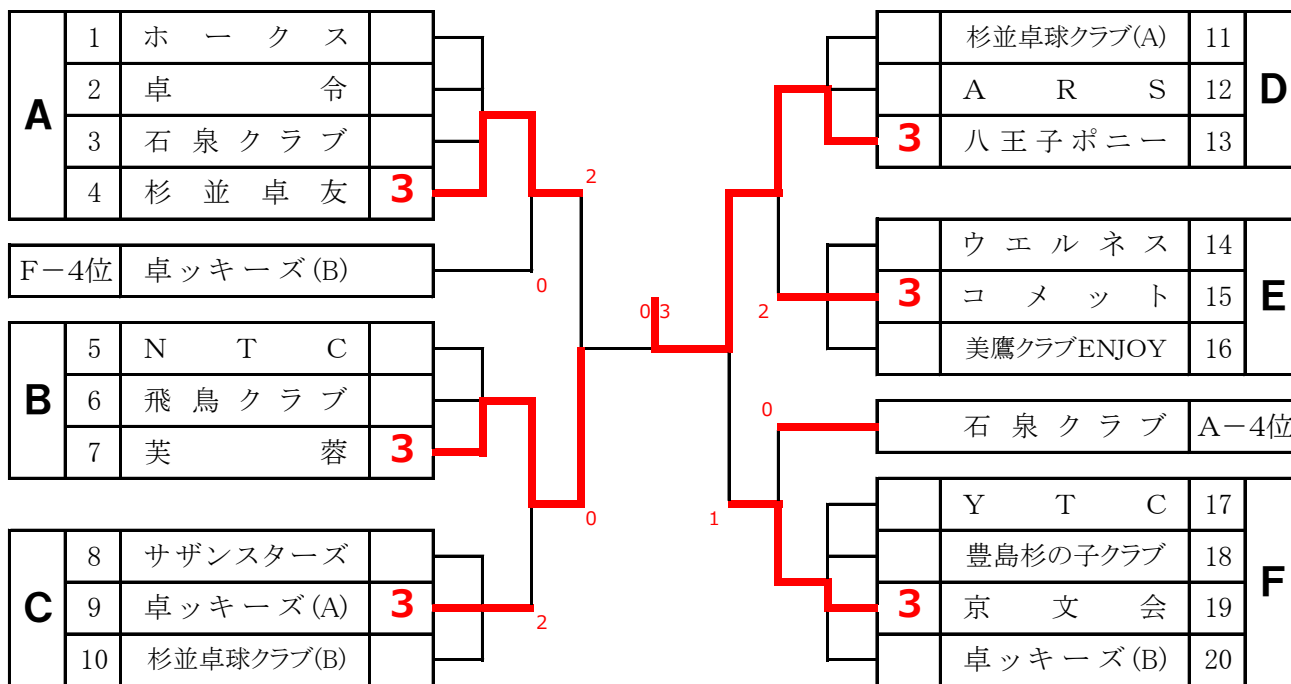 A
1 ホークス
2 卓令
3 石泉クラブ
4 杉並卓友 3
F－4位 卓ッキーズ(B)
B
5 NTC
6 飛鳥クラブ
7 芙蓉 3
C
8 サザンスターズ
9 卓ッキーズ(A) 3
10 杉並卓球クラブ(B)
2
0
0
2
0 3
2
0
1
杉並卓球クラブ(A) 11
ARS 12
3 八王子ポニー 13
D
ウエルネス 14
3 コメット 15
美鷹クラブENJOY 16
E
石泉クラブ A－4位
YTC 17
豊島杉の子クラブ 18
3 京文会 19
卓ッキーズ(B) 20
F